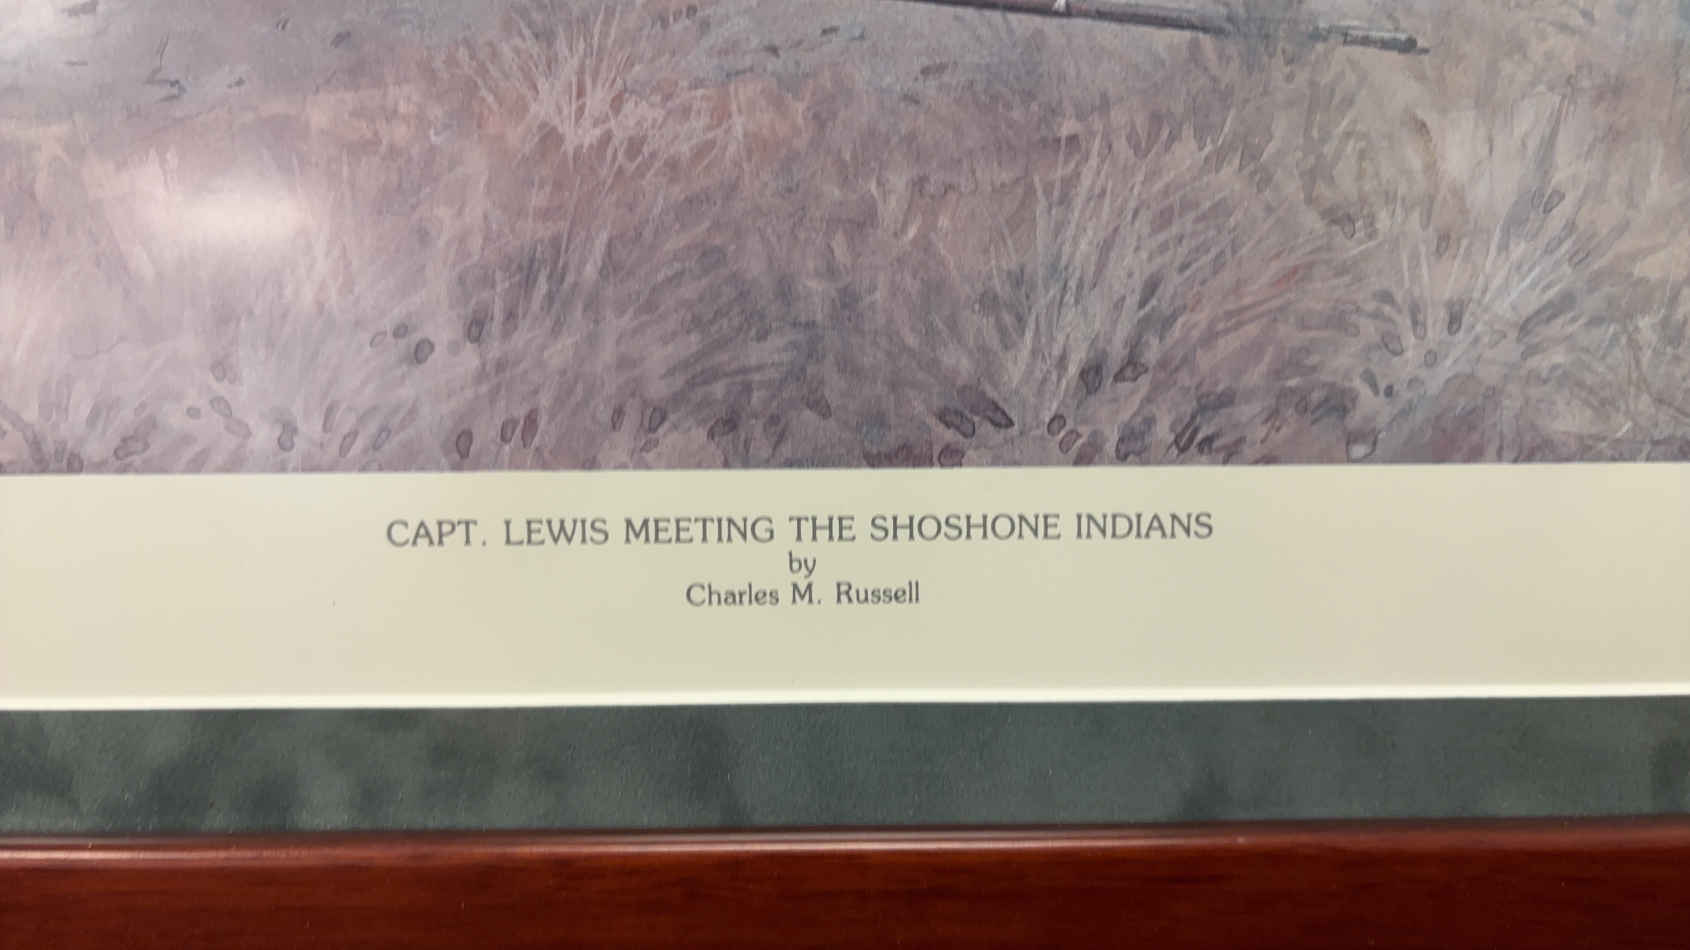 CAPT. LEWIS MEETING THE SHOSHONE INDIANS
by
Charles M. Russell